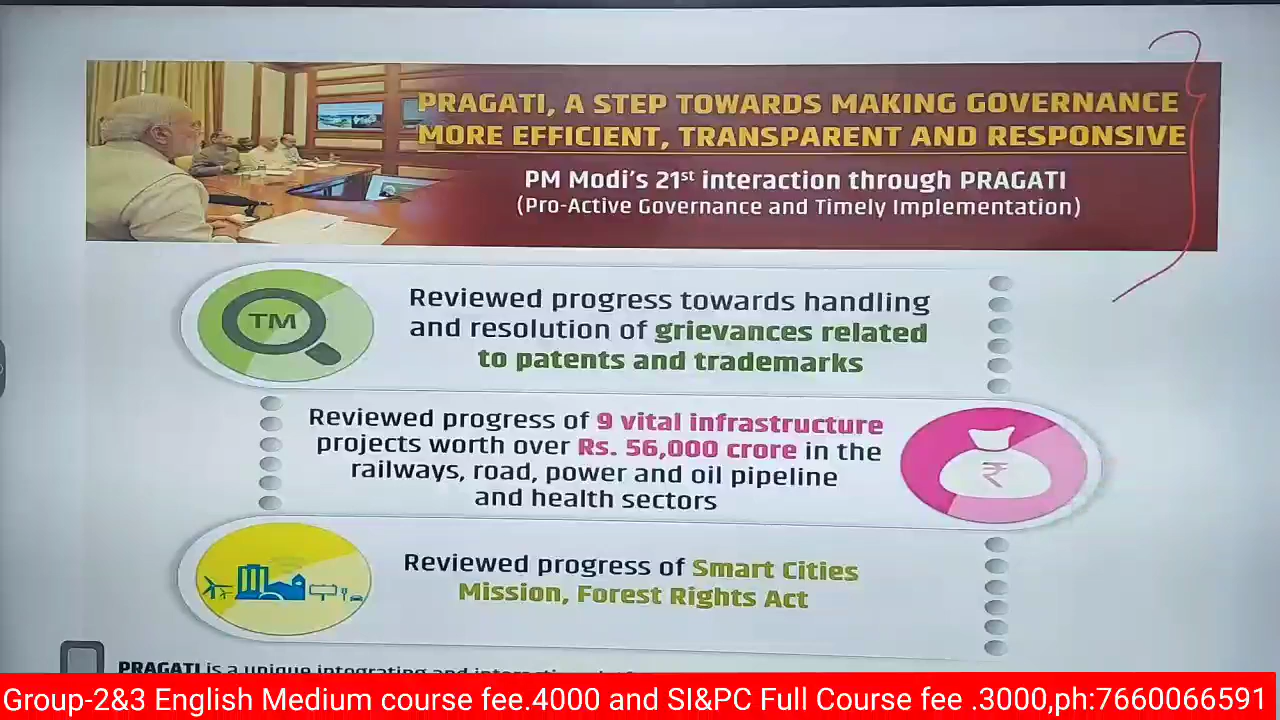 PRAGATI, A STEP TOWARDS MAKING GOVERNANCE
MORE EFFICIENT, TRANSPARENT AND RESPONSIVE
PM Modi's 21st interaction through PRAGATI
(Pro-Active Governance and Timely Implementation)
TM
Reviewed progress towards handling
and resolution of grievances related
to patents and trademarks
Reviewed progress of 9 vital infrastructure
projects worth over Rs. 56,000 crore in the
railways, road, power and oil pipeline
and health sectors
₹
Reviewed progress of Smart Cities
Mission, Forest Rights Act
PRAGATI is a unique integrating and
Group-2&3 English Medium course fee.4000 and SI&PC Full Course fee .3000,ph:7660066591